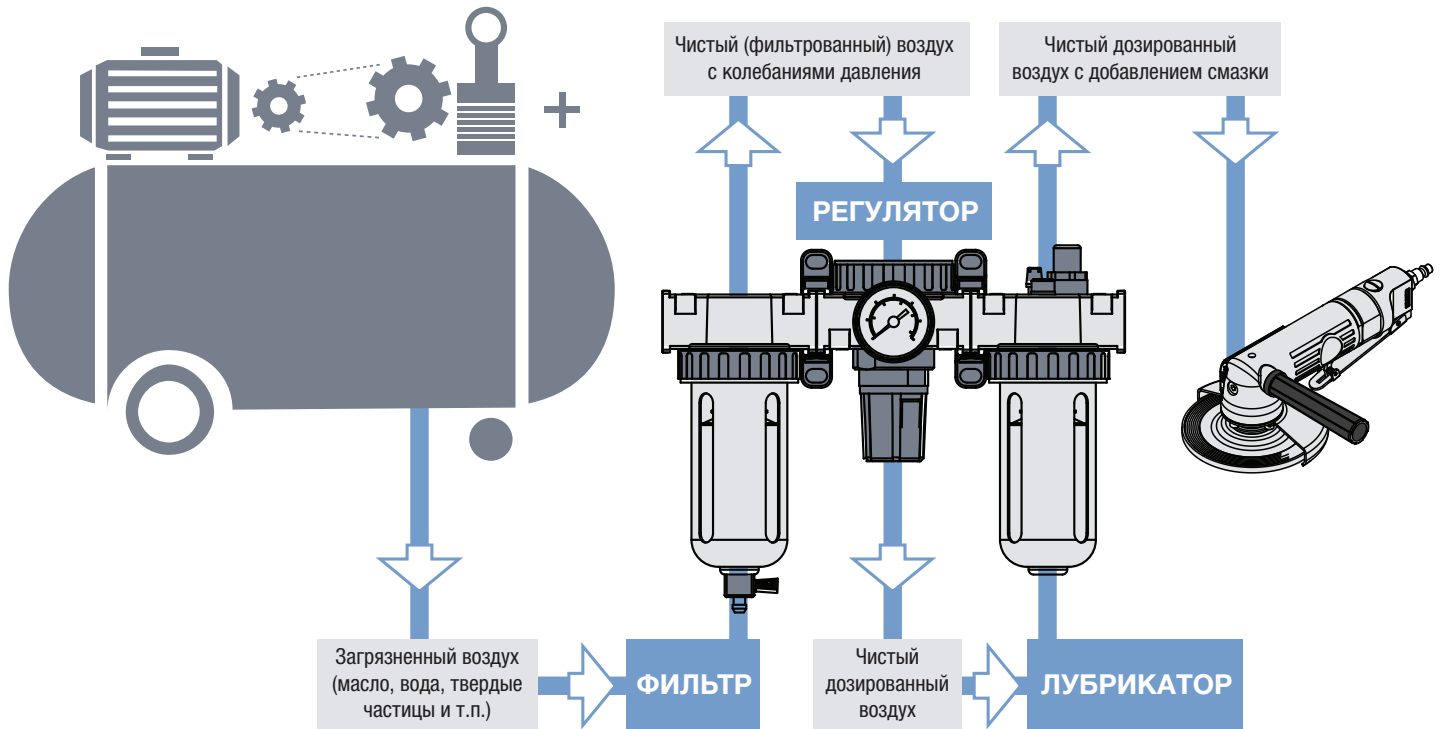 Чистый (фильтрованный) воздух
с колебаниями давления
Чистый дозированный
воздух с добавлением смазки
РЕГУЛЯТОР
Загрязненный воздух
(масло, вода, твердые
частицы и т.п.)
ФИЛЬТР
Чистый
дозированный
воздух
ЛУБРИКАТОР